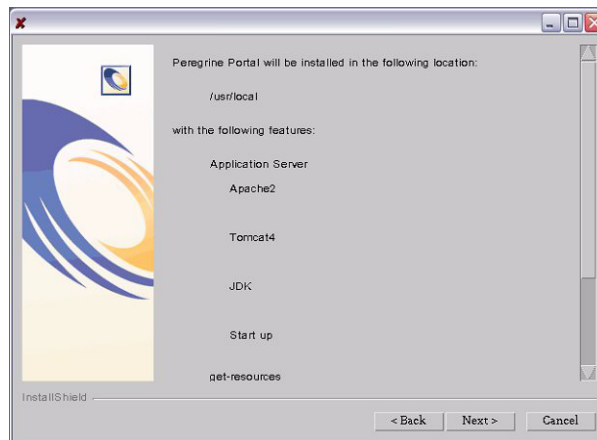 Peregrine Portal will be installed in the following location:
/usr/local
with the following features:
Application Server
Apache2
Tomcat4
JDK
Start up
get-resources
InstallShield
< Back
Next >
Cancel